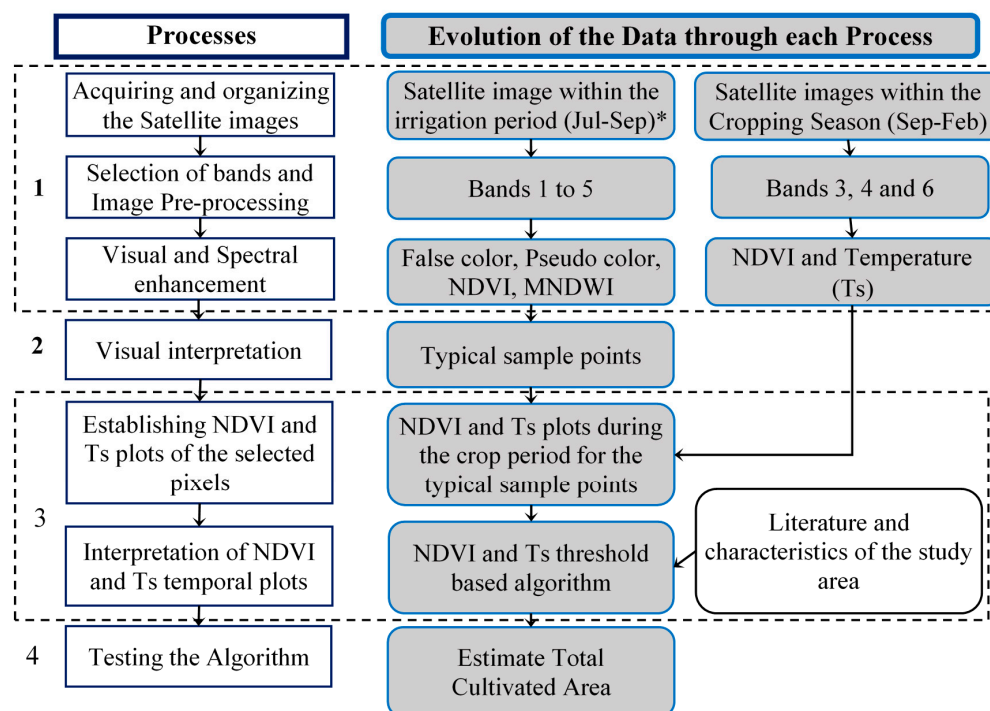 Processes
Evolution of the Data through each Process
1
Acquiring and organizing
the Satellite images
Satellite image within the
irrigation period (Jul-Sep)*
Satellite images within the
Cropping Season (Sep-Feb)
Selection of bands and
Image Pre-processing
Bands 1 to 5
Bands 3, 4 and 6
Visual and Spectral
enhancement
False color, Pseudo color,
NDVI, MNDWI
NDVI and Temperature
(Ts)
2
Visual interpretation
Typical sample points
3
Establishing NDVI and
Ts plots of the selected
pixels
NDVI and Ts plots during
the crop period for the
typical sample points
Interpretation of NDVI
and Ts temporal plots
NDVI and Ts threshold
based algorithm
Literature and
characteristics of the study
area
4
Testing the Algorithm
Estimate Total
Cultivated Area